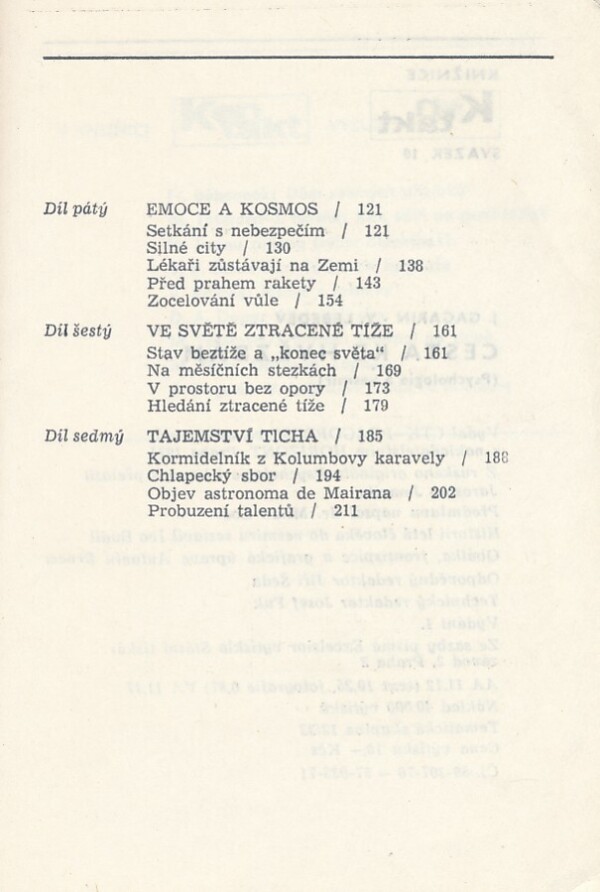 Díl pátý EMOCE A KOSMOS / 121
Setkání s nebezpečím / 121
Silné city / 130
Lékaři zůstávají na Zemi / 138
Před prahem rakety / 143
Zocelování vůle / 154
Díl šestý VE SVĚTĚ ZTRACENÉ TÍŽE / 161
Stav beztíže a „konec světa“ / 161
Na měsíčních stezkách / 169
V prostoru bez opory / 173
Hledání ztracené tíže / 179
Díl sedmý TAJEMSTVÍ TICHA / 185
Kormidelník z Kolumbovy karavely / 188
Chlapecký sbor / 194
Objev astronoma de Mairana / 202
Probuzení talentů / 211